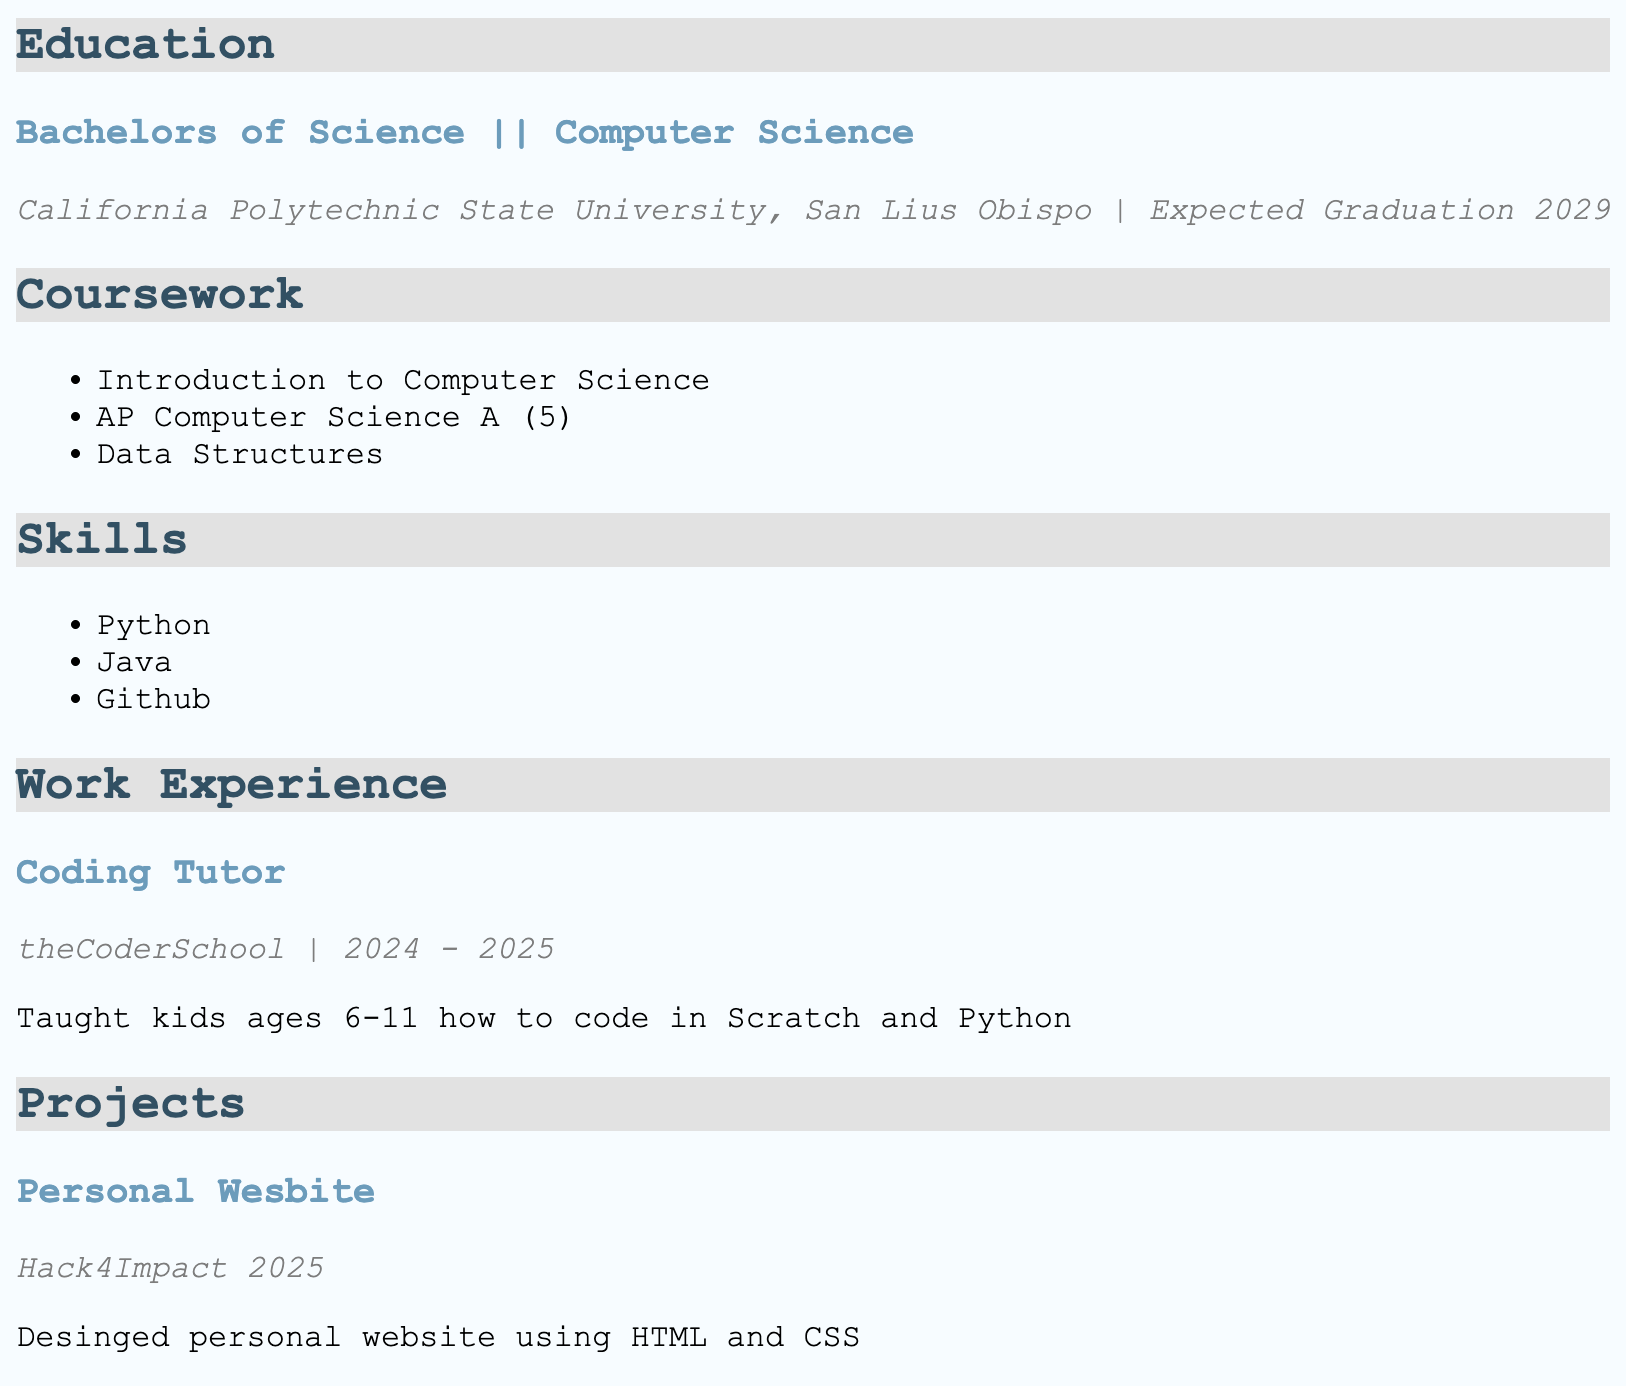 Education
Bachelors of Science || Computer Science
California Polytechnic State University, San Lius Obispo | Expected Graduation 2029
Coursework
• Introduction to Computer Science
• AP Computer Science A (5)
• Data Structures
Skills
• Python
• Java
• Github
Work Experience
Coding Tutor
theCoderSchool | 2024 - 2025
Taught kids ages 6-11 how to code in Scratch and Python
Projects
Personal Wesbite
Hack4Impact 2025
Desinged personal website using HTML and CSS